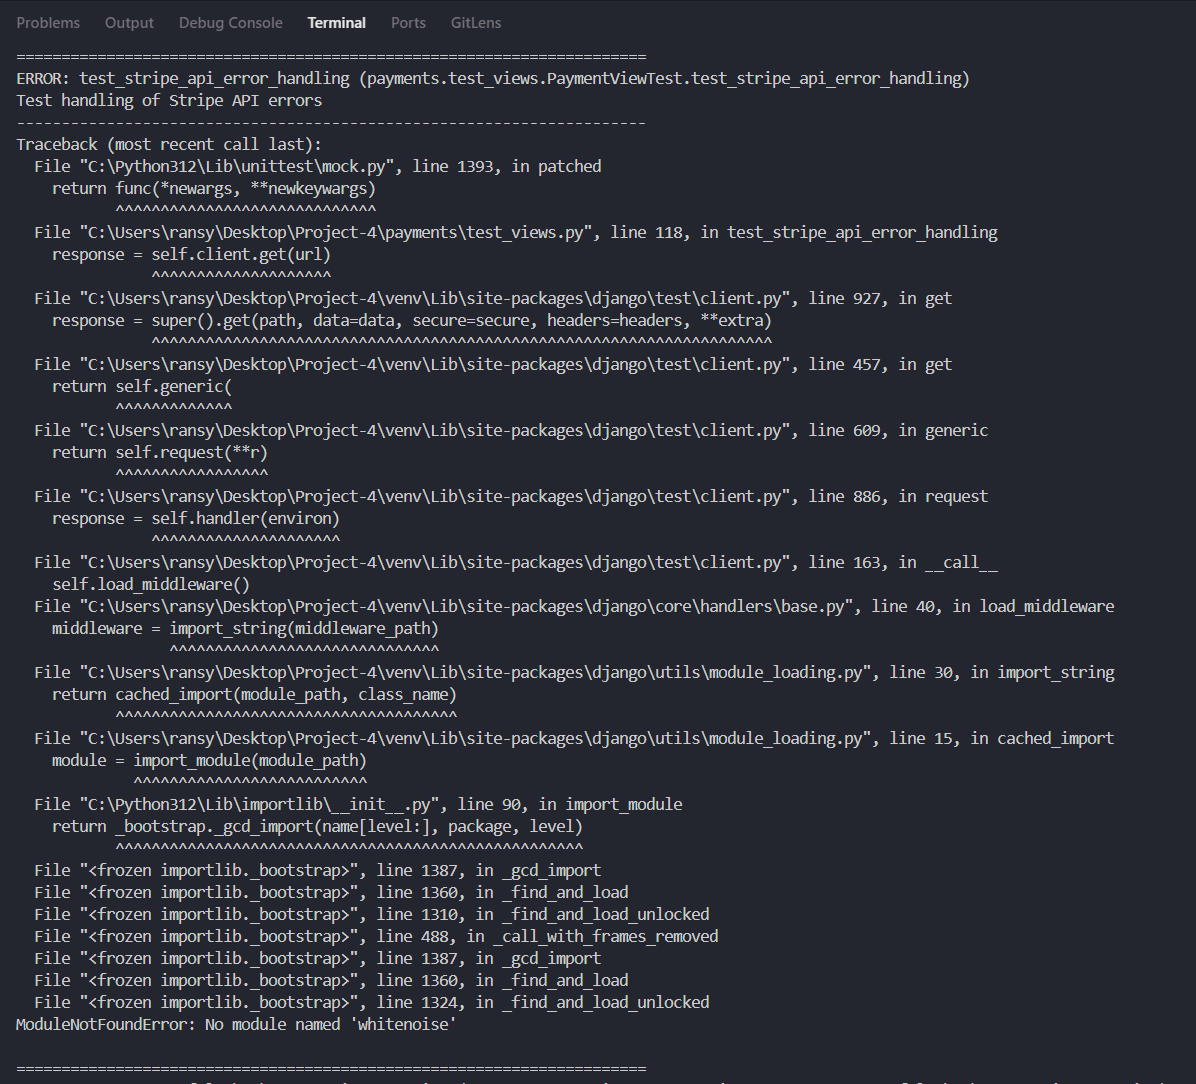 Problems Output Debug Console Terminal Ports GitLens
======================================================================
ERROR: test_stripe_api_error_handling (payments.test_views.PaymentViewTest.test_stripe_api_error_handling)
Test handling of Stripe API errors
----------------------------------------------------------------------
Traceback (most recent call last):
  File "C:\Python312\Lib\unittest\mock.py", line 1393, in patched
    return func(*newargs, **newkeywargs)
           ^^^^^^^^^^^^^^^^^^^^^^^^^^^^^
  File "C:\Users\ransy\Desktop\Project-4\payments\test_views.py", line 118, in test_stripe_api_error_handling
    response = self.client.get(url)
               ^^^^^^^^^^^^^^^^^^^^
  File "C:\Users\ransy\Desktop\Project-4\venv\Lib\site-packages\django\test\client.py", line 927, in get
    response = super().get(path, data=data, secure=secure, headers=headers, **extra)
               ^^^^^^^^^^^^^^^^^^^^^^^^^^^^^^^^^^^^^^^^^^^^^^^^^^^^^^^^^^^^^^^^^^^^^
  File "C:\Users\ransy\Desktop\Project-4\venv\Lib\site-packages\django\test\client.py", line 457, in get
    return self.generic(
           ^^^^^^^^^^^^^
  File "C:\Users\ransy\Desktop\Project-4\venv\Lib\site-packages\django\test\client.py", line 609, in generic
    return self.request(**r)
           ^^^^^^^^^^^^^^^^^
  File "C:\Users\ransy\Desktop\Project-4\venv\Lib\site-packages\django\test\client.py", line 886, in request
    response = self.handler(environ)
               ^^^^^^^^^^^^^^^^^^^^^
  File "C:\Users\ransy\Desktop\Project-4\venv\Lib\site-packages\django\test\client.py", line 163, in __call__
    self.load_middleware()
  File "C:\Users\ransy\Desktop\Project-4\venv\Lib\site-packages\django\core\handlers\base.py", line 40, in load_middleware
    middleware = import_string(middleware_path)
                 ^^^^^^^^^^^^^^^^^^^^^^^^^^^^^^
  File "C:\Users\ransy\Desktop\Project-4\venv\Lib\site-packages\django\utils\module_loading.py", line 30, in import_string
    return cached_import(module_path, class_name)
           ^^^^^^^^^^^^^^^^^^^^^^^^^^^^^^^^^^^^^^
  File "C:\Users\ransy\Desktop\Project-4\venv\Lib\site-packages\django\utils\module_loading.py", line 15, in cached_import
    module = import_module(module_path)
             ^^^^^^^^^^^^^^^^^^^^^^^^^^
  File "C:\Python312\Lib\importlib\__init__.py", line 90, in import_module
    return _bootstrap._gcd_import(name[level:], package, level)
           ^^^^^^^^^^^^^^^^^^^^^^^^^^^^^^^^^^^^^^^^^^^^^^^^^^^^
  File "<frozen importlib._bootstrap>", line 1387, in _gcd_import
  File "<frozen importlib._bootstrap>", line 1360, in _find_and_load
  File "<frozen importlib._bootstrap>", line 1310, in _find_and_load_unlocked
  File "<frozen importlib._bootstrap>", line 488, in _call_with_frames_removed
  File "<frozen importlib._bootstrap>", line 1387, in _gcd_import
  File "<frozen importlib._bootstrap>", line 1360, in _find_and_load
  File "<frozen importlib._bootstrap>", line 1324, in _find_and_load_unlocked
ModuleNotFoundError: No module named 'whitenoise'
======================================================================